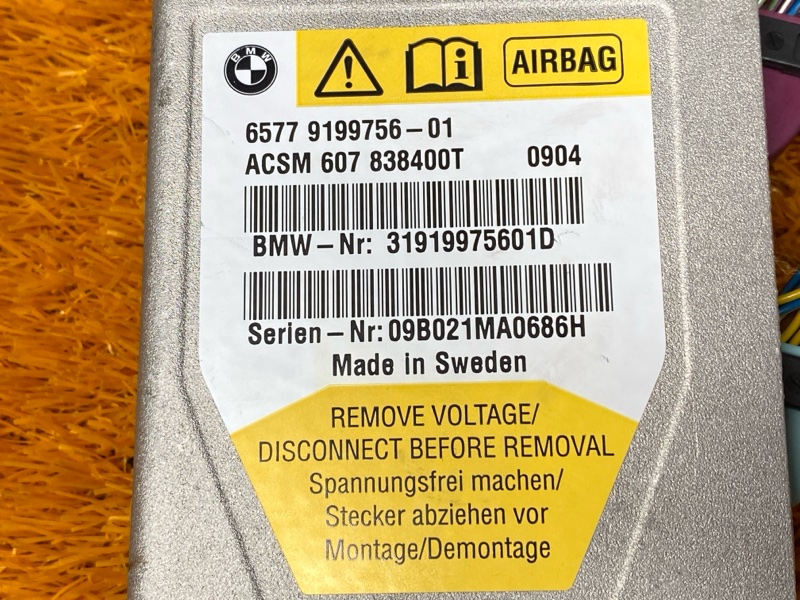 BMW
AIRBAG
6577 9199756-01
ACSM 607 838400T 0904
BMW-Nr: 31919975601D
Serien-Nr: 09B021MA0686H
Made in Sweden
REMOVE VOLTAGE/
DISCONNECT BEFORE REMOVAL
Spannungsfrei machen/
Stecker abziehen vor
Montage/Demontage